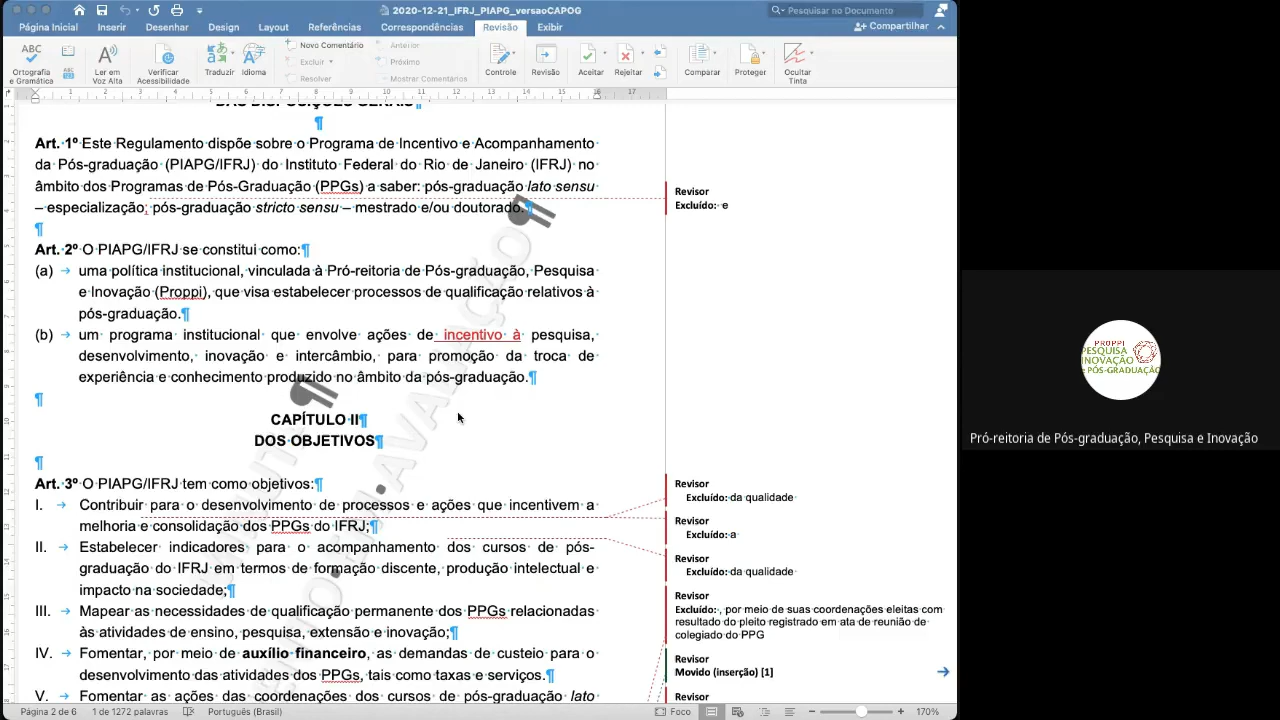 2020-12-21_IFRJ_PIAPG_versaoCAPOG
Pesquisar no Documento
Página Inicial Inserir Desenhar Design Layout Referências Correspondências Revisão Exibir
Compartilhar
Ortografia e Gramática
Ler em Voz Alta
Verificar Acessibilidade
Traduzir Idioma
Novo Comentário
Excluir
Resolver
Anterior
Próximo
Mostrar Comentários
Controle
Revisão
Aceitar
Rejeitar
Comparar
Proteger
Ocultar Tinta
DAS DISPOSIÇÕES GERAIS¶
¶
Art. 1º Este Regulamento dispõe sobre o Programa de Incentivo e Acompanhamento
da Pós-graduação (PIAPG/IFRJ) do Instituto Federal do Rio de Janeiro (IFRJ) no
âmbito dos Programas de Pós-Graduação (PPGs) a saber: pós-graduação lato sensu
– especialização; pós-graduação stricto sensu – mestrado e/ou doutorado.¶
¶
Art. 2º O PIAPG/IFRJ se constitui como:¶
(a) → uma política institucional, vinculada à Pró-reitoria de Pós-graduação, Pesquisa
e Inovação (Proppi), que visa estabelecer processos de qualificação relativos à
pós-graduação.¶
(b) → um programa institucional que envolve ações de incentivo à pesquisa,
desenvolvimento, inovação e intercâmbio, para promoção da troca de
experiência e conhecimento produzido no âmbito da pós-graduação.¶
¶
CAPÍTULO II¶
DOS OBJETIVOS¶
¶
Art. 3º O PIAPG/IFRJ tem como objetivos:¶
I. → Contribuir para o desenvolvimento de processos e ações que incentivem a
melhoria e consolidação dos PPGs do IFRJ;¶
II. → Estabelecer indicadores para o acompanhamento dos cursos de pós-
graduação do IFRJ em termos de formação discente, produção intelectual e
impacto na sociedade;¶
III. → Mapear as necessidades de qualificação permanente dos PPGs relacionadas
às atividades de ensino, pesquisa, extensão e inovação;¶
IV. → Fomentar, por meio de auxílio financeiro, as demandas de custeio para o
desenvolvimento das atividades dos PPGs, tais como taxas e serviços.¶
V. → Fomentar as ações das coordenações dos cursos de pós-graduação lato
Revisor
Excluído: e
Revisor
Excluído: da qualidade
Revisor
Excluído: a
Revisor
Excluído: da qualidade
Revisor
Excluído: , por meio de suas coordenações eleitas com
resultado do pleito registrado em ata de reunião de
colegiado do PPG
Revisor
Movido (inserção) [1]
Revisor
Página 2 de 6 1 de 1272 palavras Português (Brasil) Foco 170%
PROPPI
PESQUISA
INOVAÇÃO
E PÓS-GRADUAÇÃO
Pró-reitoria de Pós-graduação, Pesquisa e Inovação